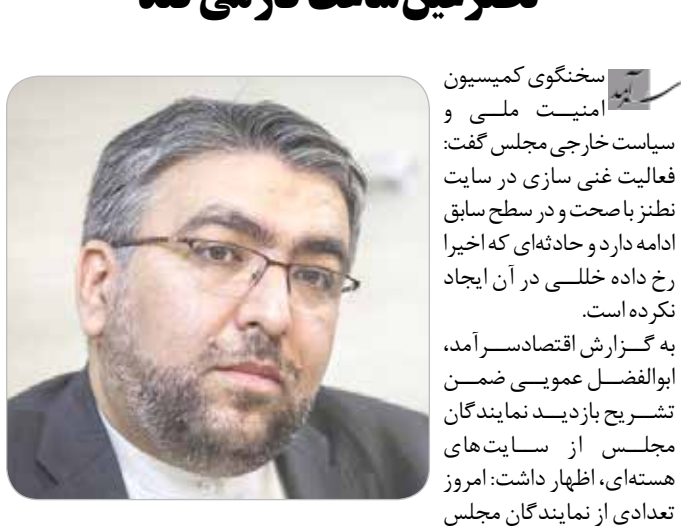 سخنگوی کمیسیون
امنیت ملی و
سیاست خارجی مجلس گفت:
فعالیت غنی سازی در سایت
نطنز با صحت و در سطح سابق
ادامه دارد و حادثه‌ای که اخیرا
رخ داده خللی در آن ایجاد
نکرده است.
به گزارش اقتصادسرآمد،
ابوالفضل عمویی ضمن
تشریح بازدید نمایندگان
مجلس از سایت‌های
هسته‌ای، اظهار داشت: امروز
تعدادی از نمایندگان مجلس